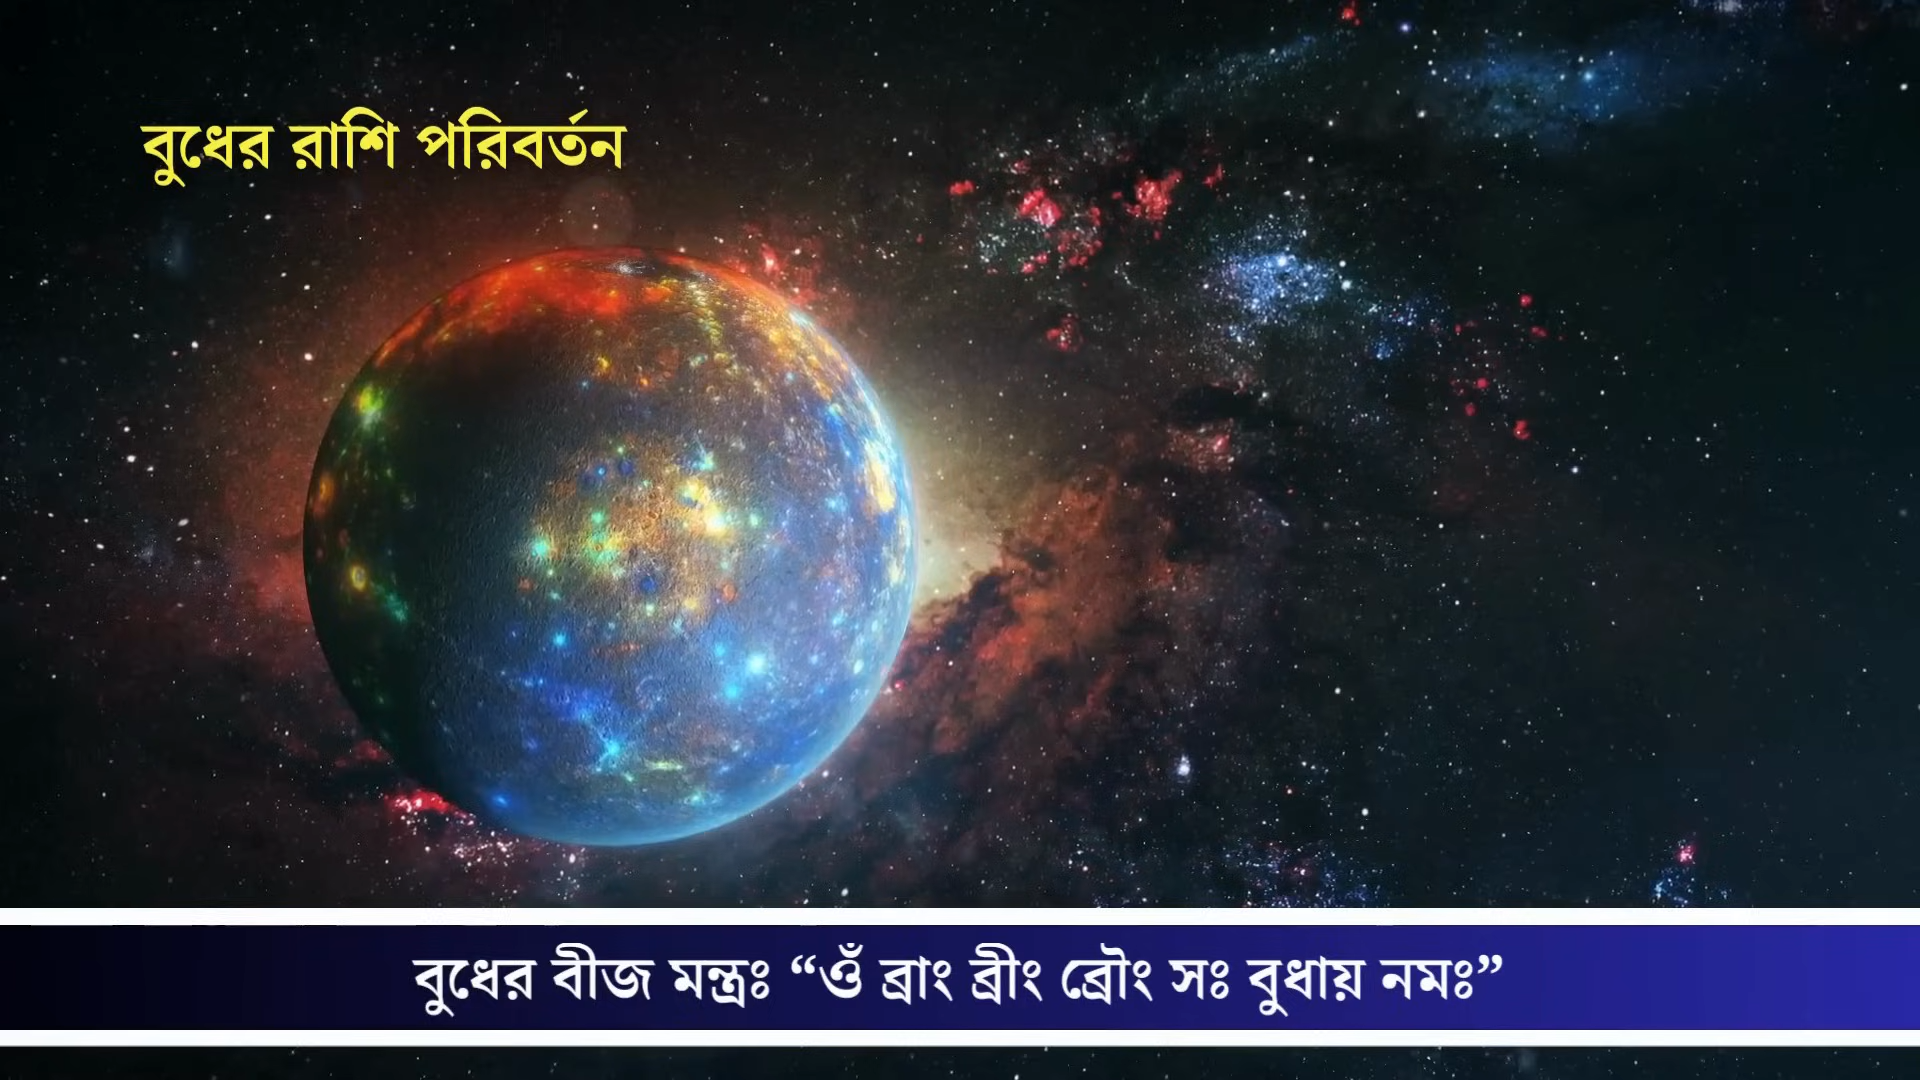 বুধের রাশি পরিবর্তন
বুধের বীজ মন্ত্রঃ “ওঁ ব্রাং ব্রীং ব্রৌং সঃ বুধায় নমঃ”